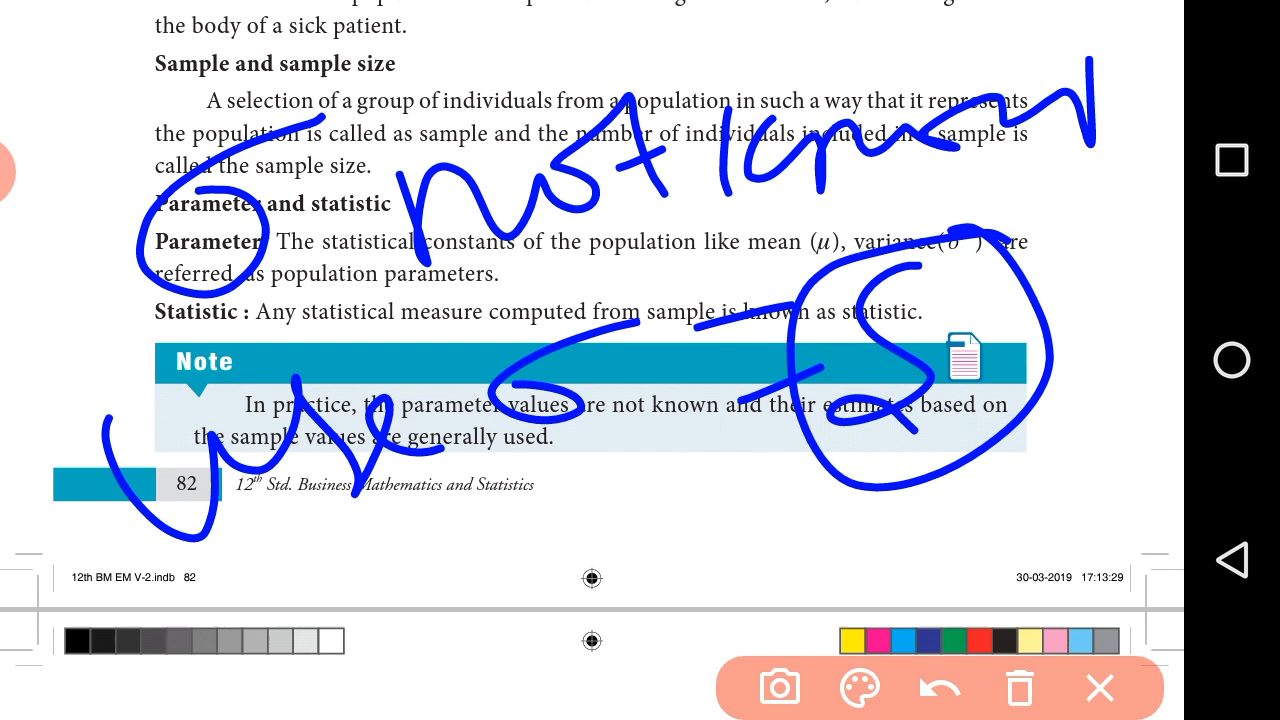 the body of a sick patient.
Sample and sample size
A selection of a group of individuals from a population in such a way that it represents
the population is called as sample and the number of individuals included in a sample is
called the sample size.
Parameter and statistic
Parameter: The statistical constants of the population like mean (μ), variance(σ²) are
referred as population parameters.
Statistic : Any statistical measure computed from sample is known as statistic.
not known
Note
In practice, the parameter values are not known and their estimates based on
the sample values are generally used.
use
82 12th Std. Business Mathematics and Statistics
12th BM EM V-2.indb 82 30-03-2019 17:13:29